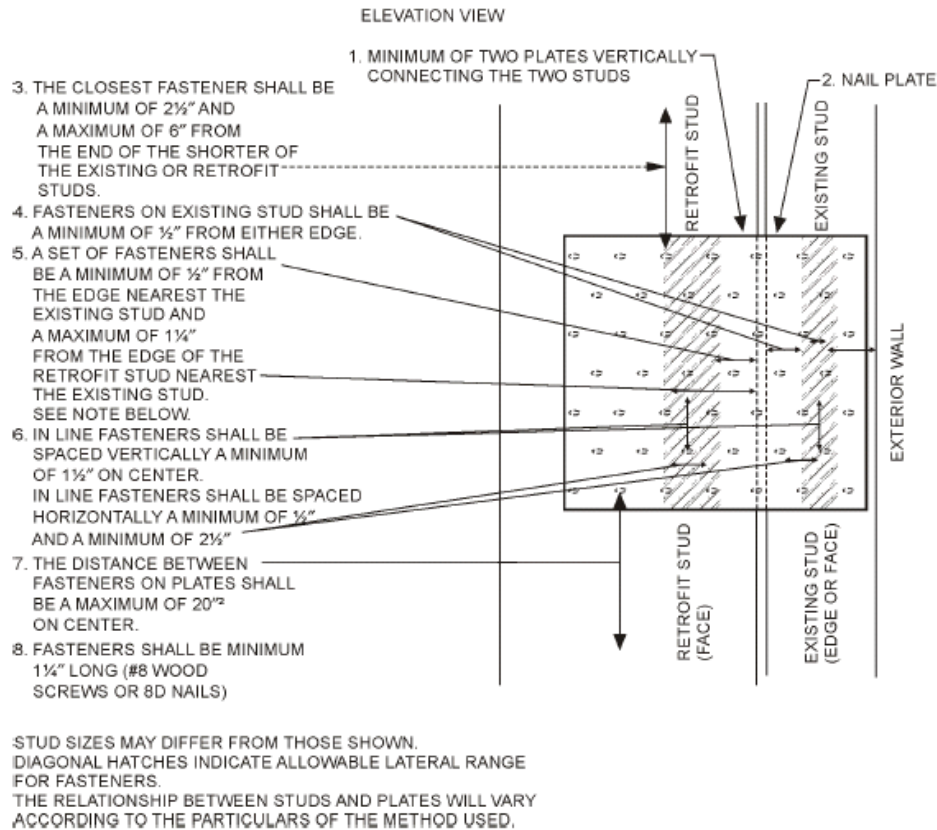 ELEVATION VIEW
1. MINIMUM OF TWO PLATES VERTICALLY
CONNECTING THE TWO STUDS
2. NAIL PLATE
3. THE CLOSEST FASTENER SHALL BE
A MINIMUM OF 2½″ AND
A MAXIMUM OF 6″ FROM
THE END OF THE SHORTER OF
THE EXISTING OR RETROFIT
STUDS.
4. FASTENERS ON EXISTING STUD SHALL BE
A MINIMUM OF ½″ FROM EITHER EDGE.
5. A SET OF FASTENERS SHALL
BE A MINIMUM OF ½″ FROM
THE EDGE NEAREST THE
EXISTING STUD AND
A MAXIMUM OF 1¼″
FROM THE EDGE OF THE
RETROFIT STUD NEAREST
THE EXISTING STUD.
SEE NOTE BELOW.
6. IN LINE FASTENERS SHALL BE
SPACED VERTICALLY A MINIMUM
OF 1½″ ON CENTER.
IN LINE FASTENERS SHALL BE SPACED
HORIZONTALLY A MINIMUM OF ½″
AND A MINIMUM OF 2½″
7. THE DISTANCE BETWEEN
FASTENERS ON PLATES SHALL
BE A MAXIMUM OF 20″²
ON CENTER.
8. FASTENERS SHALL BE MINIMUM
1¼″ LONG (#8 WOOD
SCREWS OR 8D NAILS)
RETROFIT STUD
EXISTING STUD
EXTERIOR WALL
RETROFIT STUD
(FACE)
EXISTING STUD
(EDGE OR FACE)
STUD SIZES MAY DIFFER FROM THOSE SHOWN.
DIAGONAL HATCHES INDICATE ALLOWABLE LATERAL RANGE
FOR FASTENERS.
THE RELATIONSHIP BETWEEN STUDS AND PLATES WILL VARY
ACCORDING TO THE PARTICULARS OF THE METHOD USED.